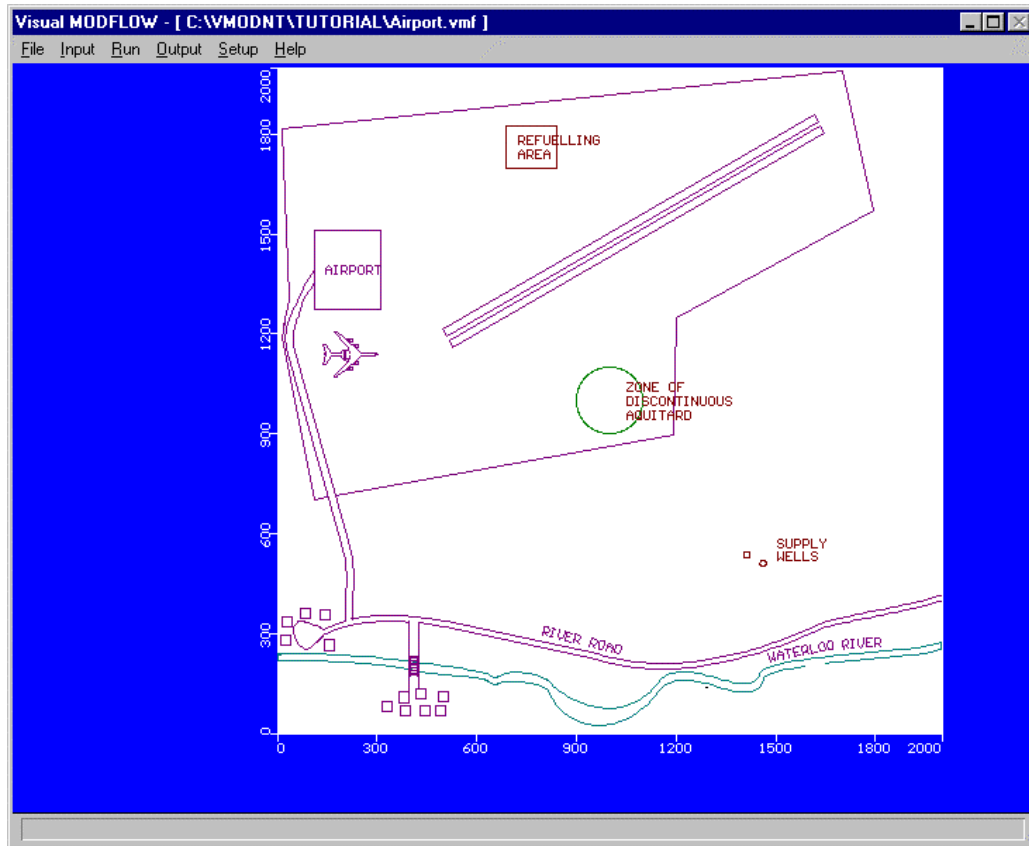 Visual MODFLOW - [ C:\VMODNT\TUTORIAL\Airport.vmf ]
File Input Run Output Setup Help
2000
1800
REFUELLING
AREA
1500
AIRPORT
1200
ZONE OF
DISCONTINUOUS
AQUITARD
900
600
SUPPLY
WELLS
300
RIVER ROAD
WATERLOO RIVER
0
0 300 600 900 1200 1500 1800 2000